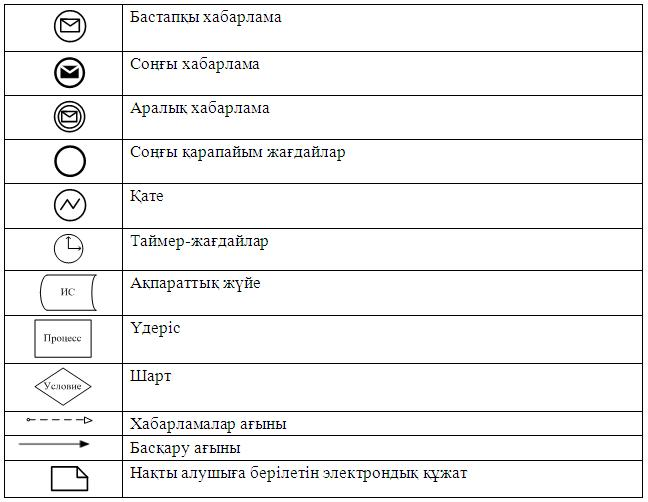 Бастапқы хабарлама
Соңғы хабарлама
Аралық хабарлама
Соңғы қарапайым жағдайлар
Қате
Таймер-жағдайлар
ИС
Ақпараттық жүйе
Процесс
Үдеріс
Условие
Шарт
Хабарламалар ағыны
Басқару ағыны
Нақты алушыға берілетін электрондық құжат